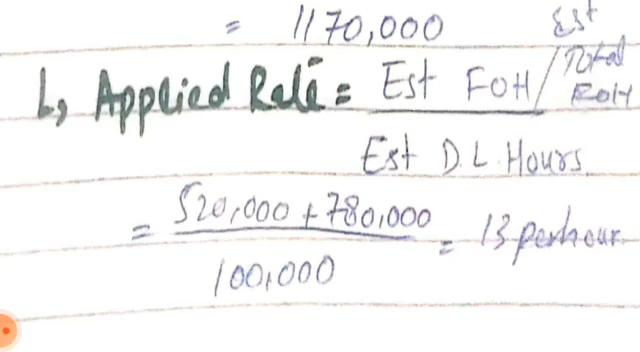 = 1170,000
b, Applied Rate = Est FOH / Est Total FOH
Est D.L. Hours
= 520,000 + 780,000 = 13 per hour
100,000